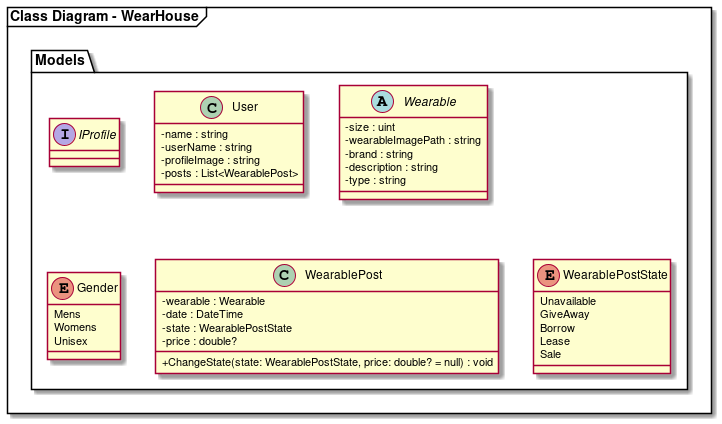 Class Diagram - WearHouse
Models
I IProfile
C User
-name : string
-userName : string
-profileImage : string
-posts : List<WearablePost>
A Wearable
-size : uint
-wearableImagePath : string
-brand : string
-description : string
-type : string
E Gender
Mens
Womens
Unisex
C WearablePost
-wearable : Wearable
-date : DateTime
-state : WearablePostState
-price : double?
+ChangeState(state: WearablePostState, price: double? = null) : void
E WearablePostState
Unavailable
GiveAway
Borrow
Lease
Sale